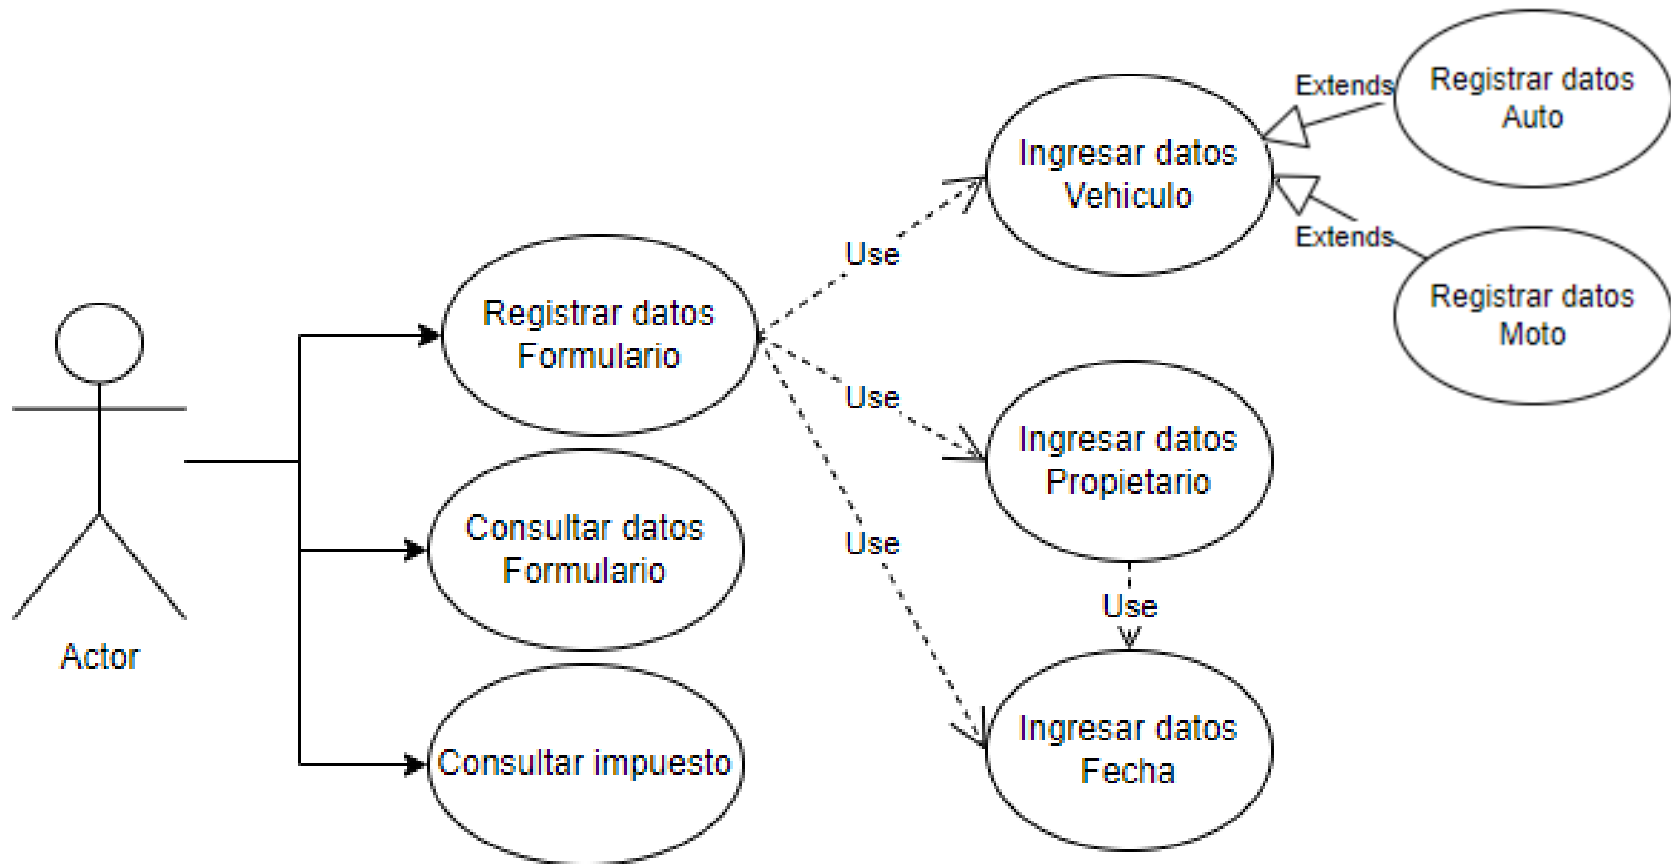 Registrar datos
Auto
Extends
Ingresar datos
Vehiculo
Extends
Registrar datos
Moto
Use
Registrar datos
Formulario
Use
Ingresar datos
Propietario
Consultar datos
Formulario
Use
Use
Actor
Consultar impuesto
Ingresar datos
Fecha